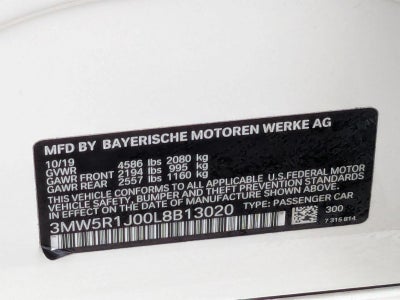 MFD BY BAYERISCHE MOTOREN WERKE AG
10/19 4586 lbs 2080 kg
GVWR
GAWR FRONT 2194 lbs 995 kg
GAWR REAR 2557 lbs 1160 kg
THIS VEHICLE CONFORMS TO ALL APPLICABLE U.S. FEDERAL MOTOR
VEHICLE SAFETY, BUMPER AND THEFT PREVENTION STANDARDS
IN EFFECT ON THE DATE OF MANUFACTURE SHOWN ABOVE.
3MW5R1J00L8B13020 TYPE: PASSENGER CAR
300
7 315 814